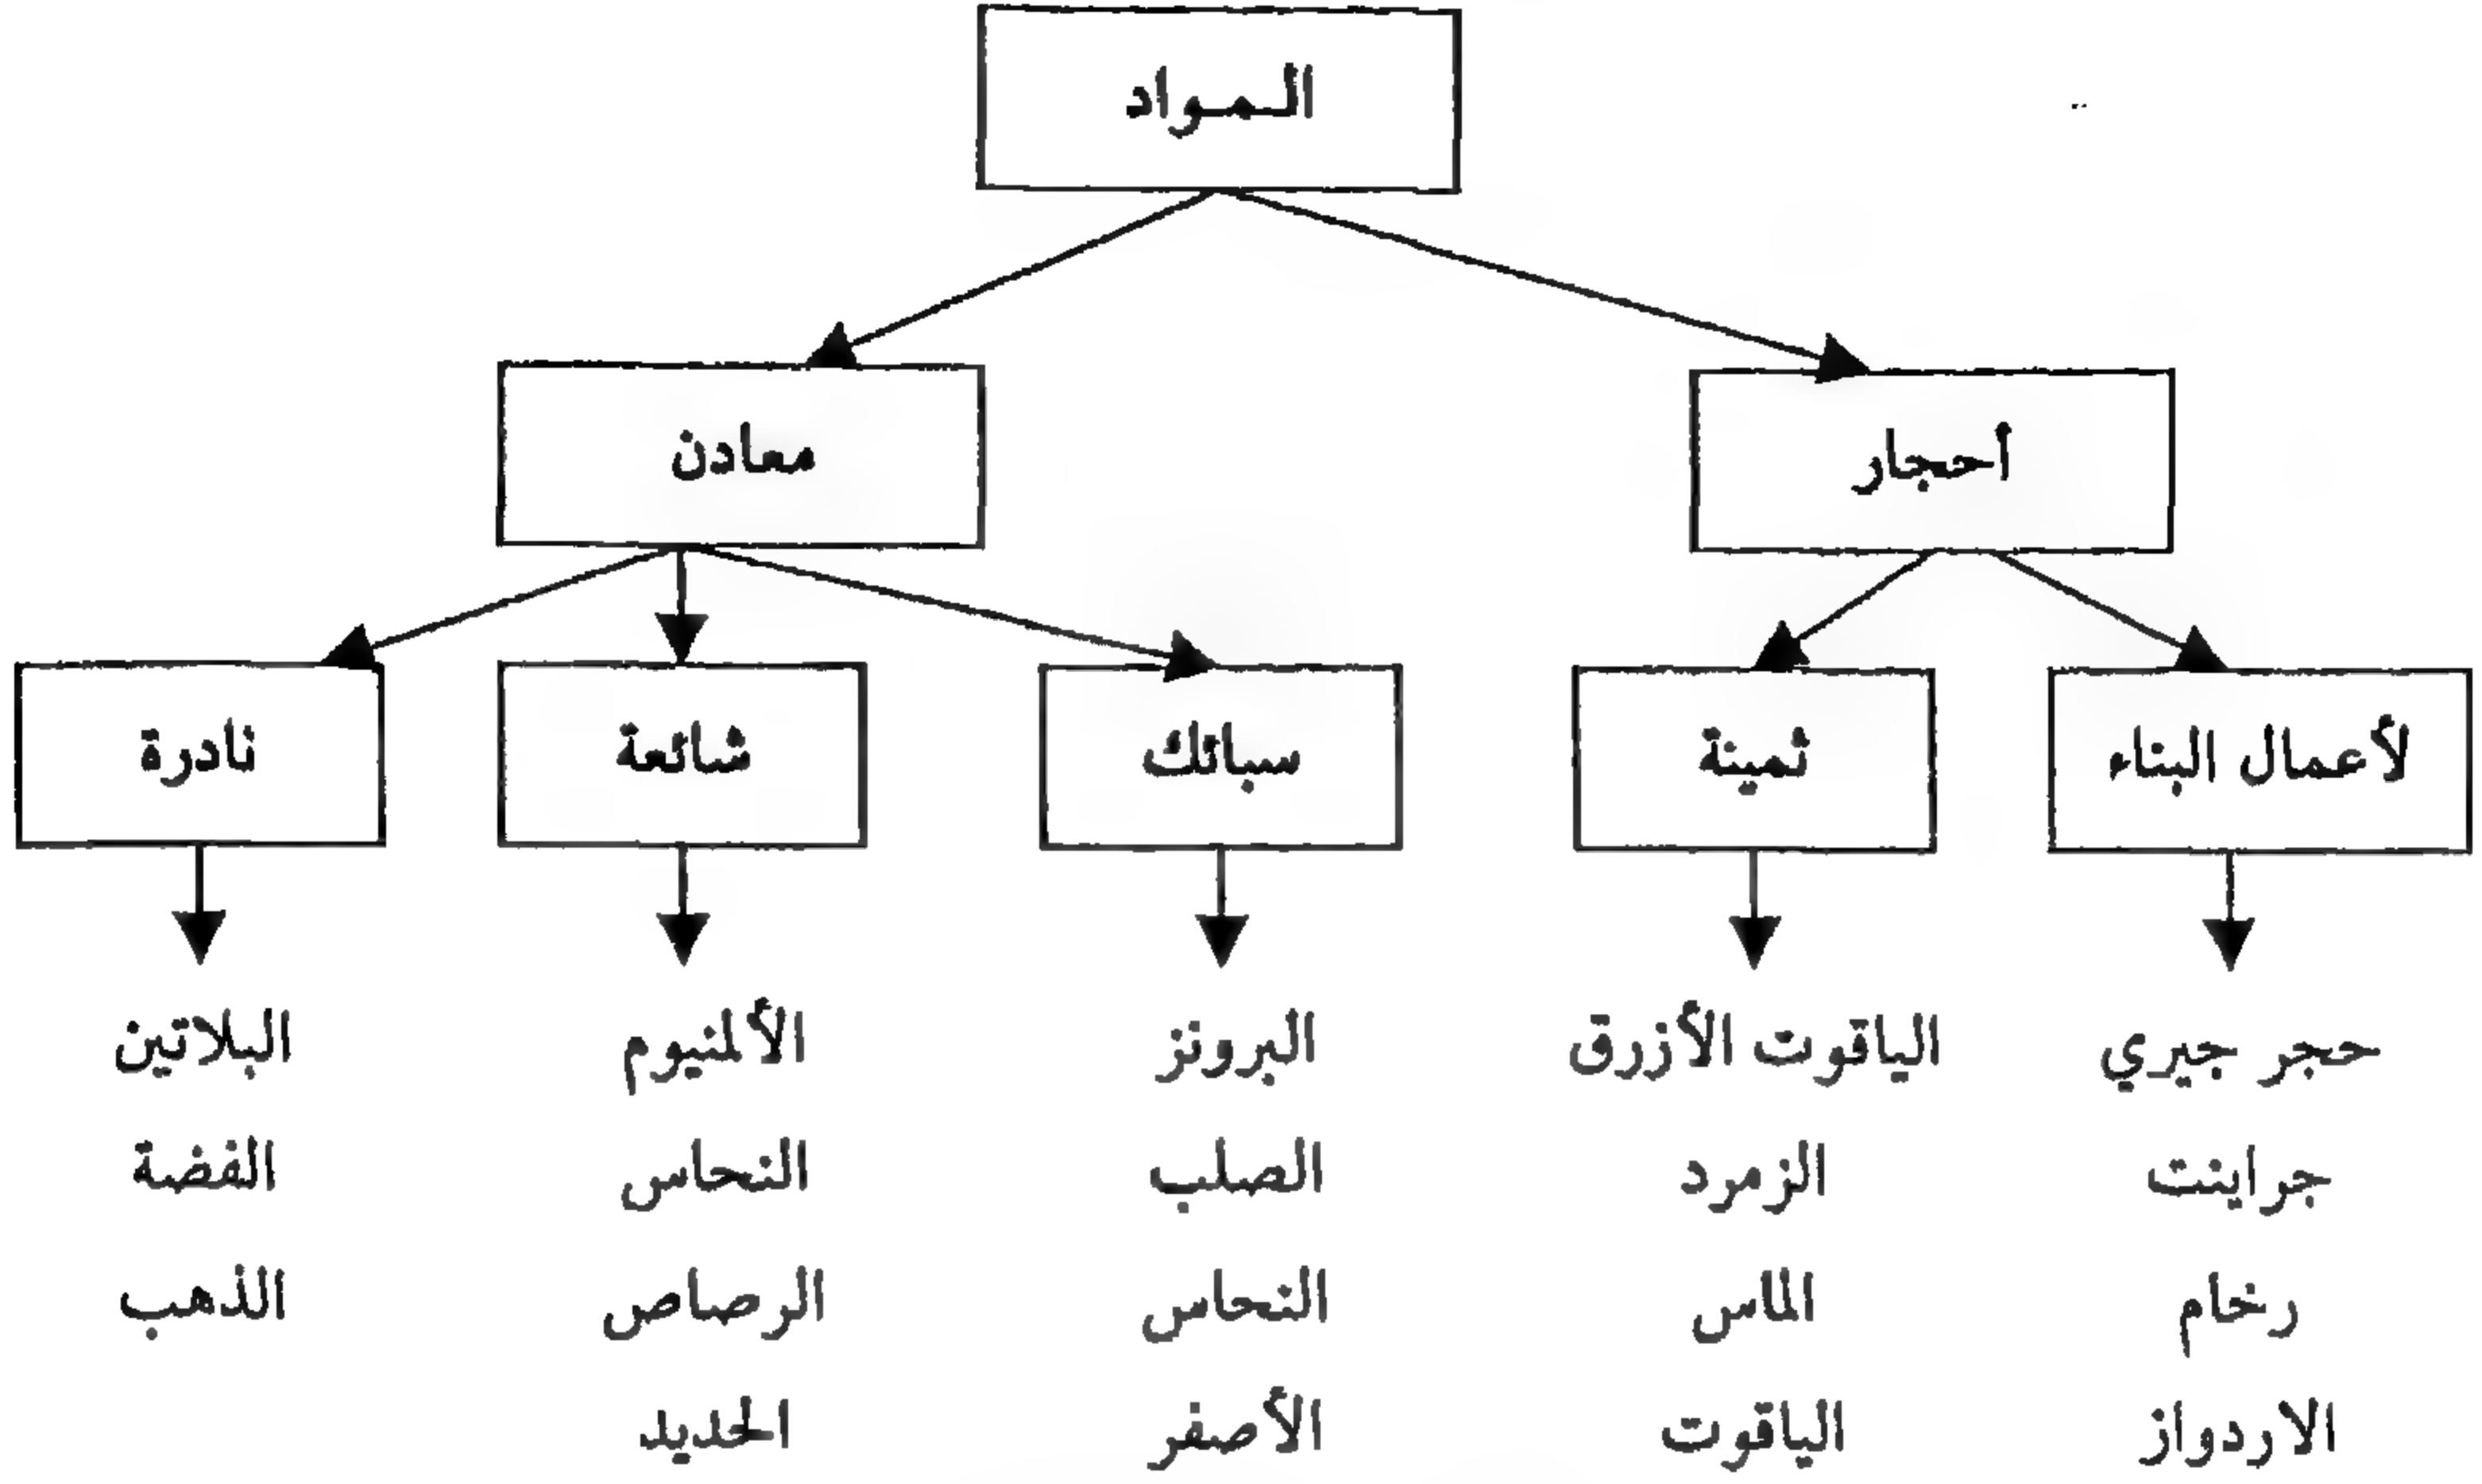 المواد
أحجار
معادن
لأعمال البناء
ثمينة
سبائك
شائعة
نادرة
حجر جيري
جراينت
رخام
الاردواز
الياقوت الأزرق
الزمرد
الماس
الياقوت
البرونز
الصلب
النحاس
الأصفر
الألمنيوم
النحاس
الرصاص
الحديد
البلاتين
الفضة
الذهب